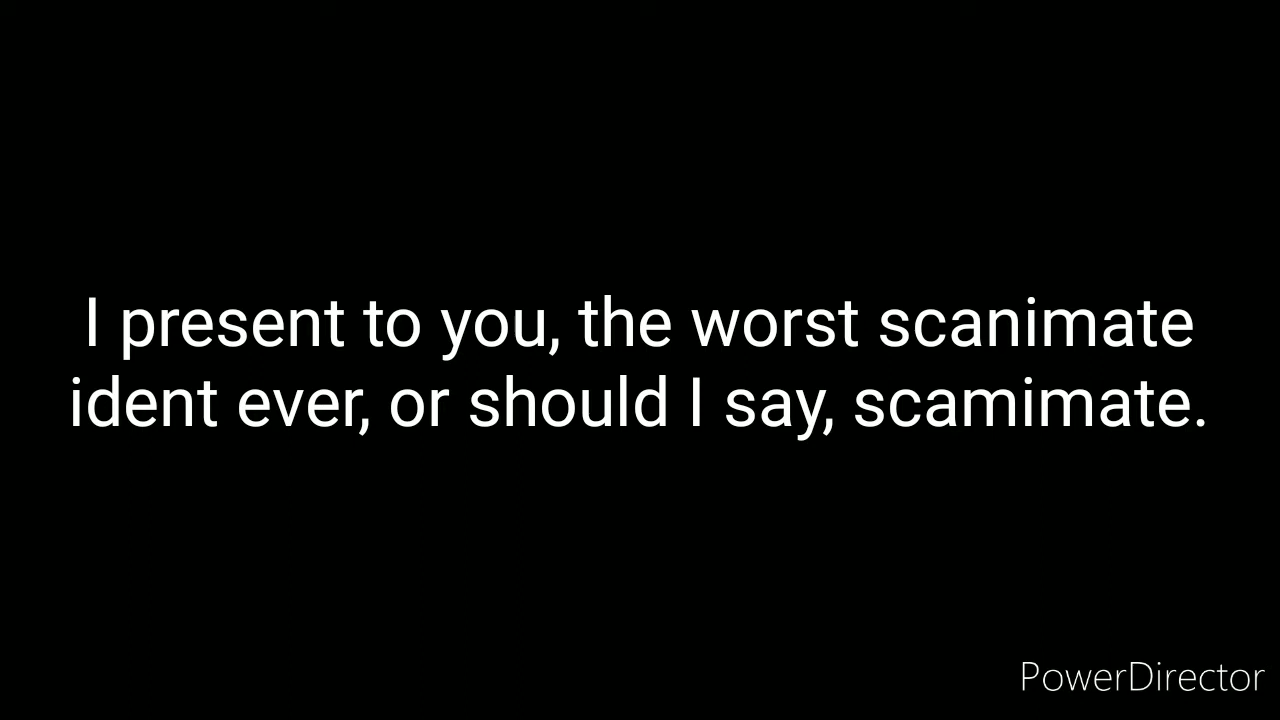 I present to you, the worst scanimate
ident ever, or should I say, scamimate.
PowerDirector